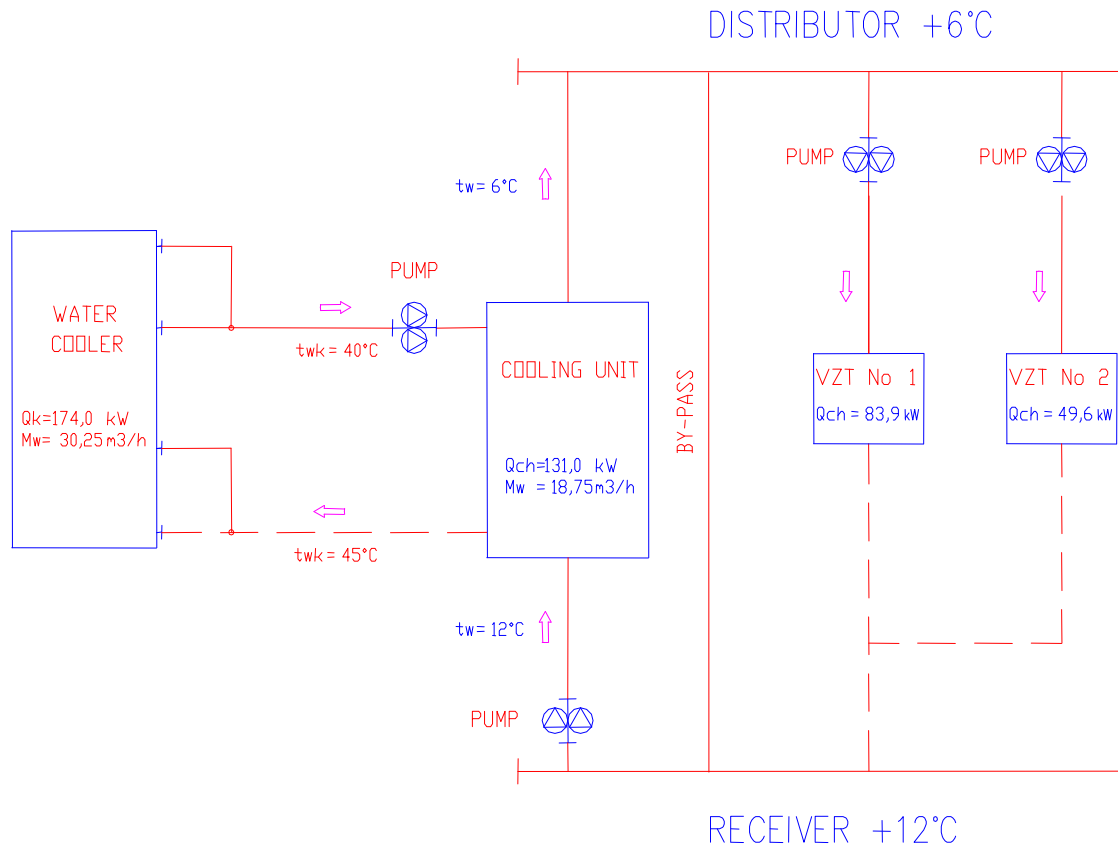 DISTRIBUTOR +6°C
PUMP
PUMP
tw= 6°C
PUMP
WATER
COOLER
twk = 40°C
COOLING UNIT
VZT No 1
VZT No 2
Qk=174,0 kW
Mw= 30,25 m3/h
Qch = 83,9 kW
Qch = 49,6 kW
BY-PASS
Qch=131,0 kW
Mw = 18,75m3/h
twk = 45°C
tw= 12°C
PUMP
RECEIVER +12°C